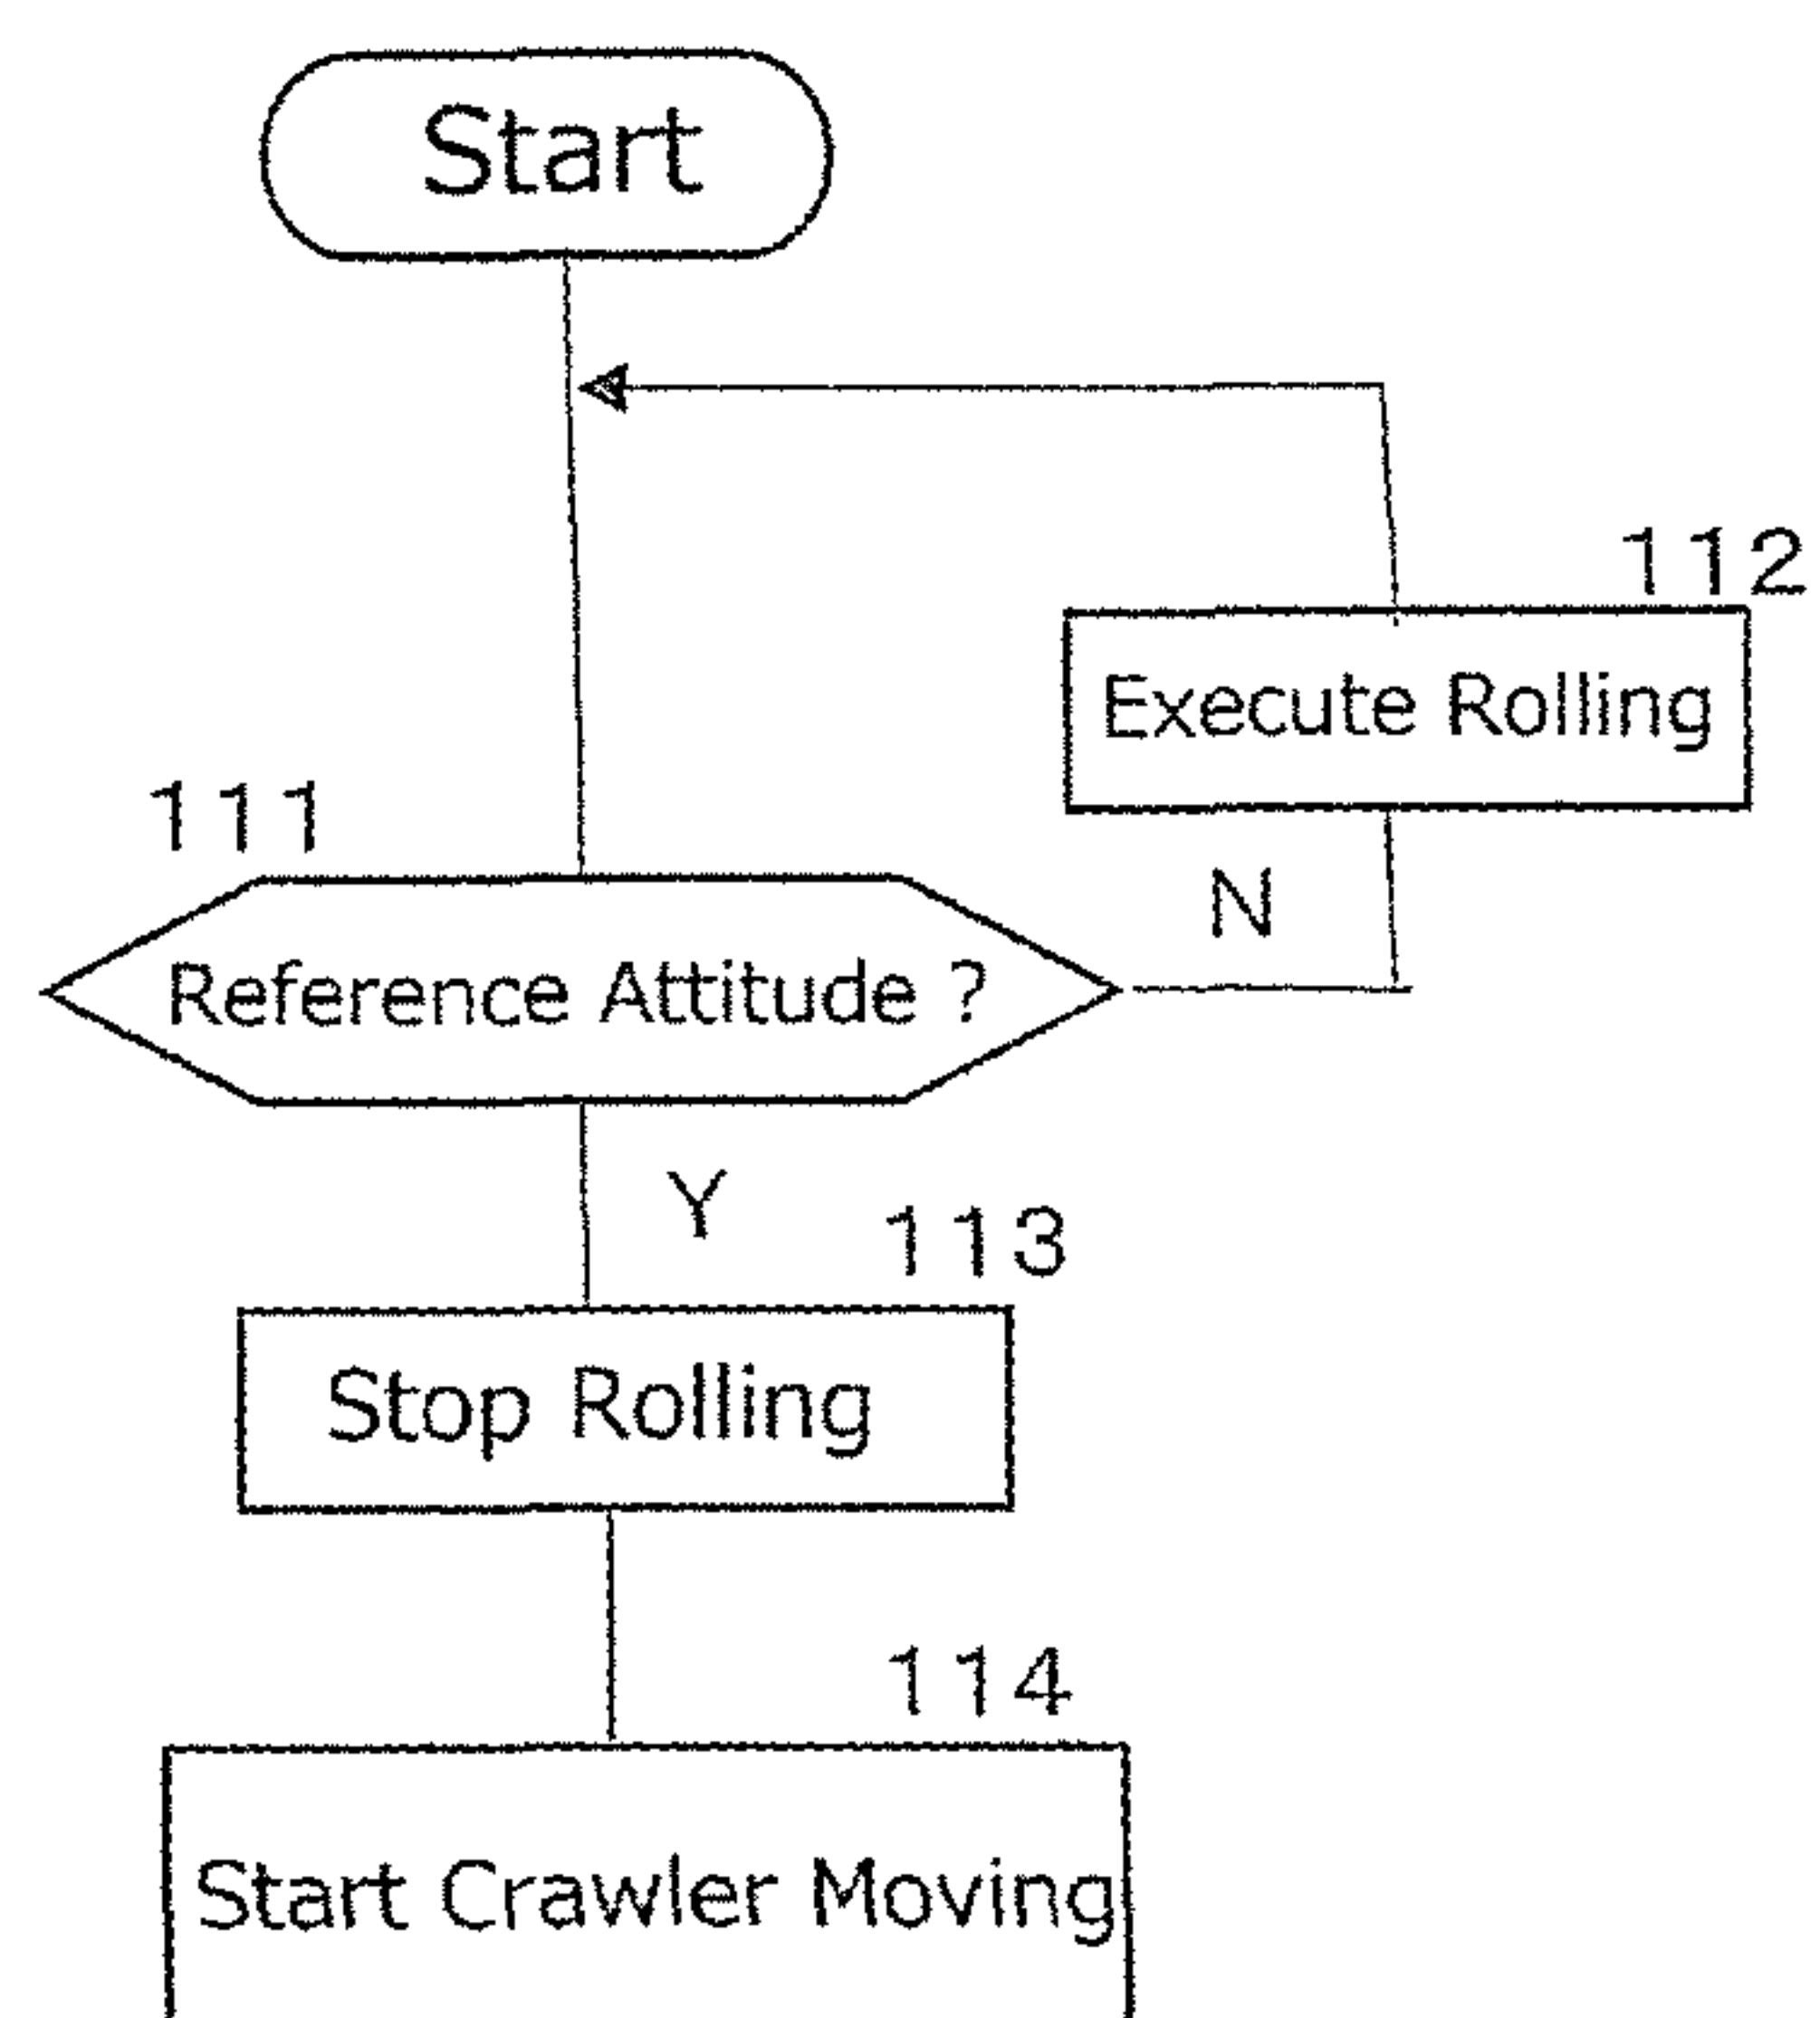 Start
112
Execute Rolling
111
N
Reference Attitude ?
Y
113
Stop Rolling
114
Start Crawler Moving